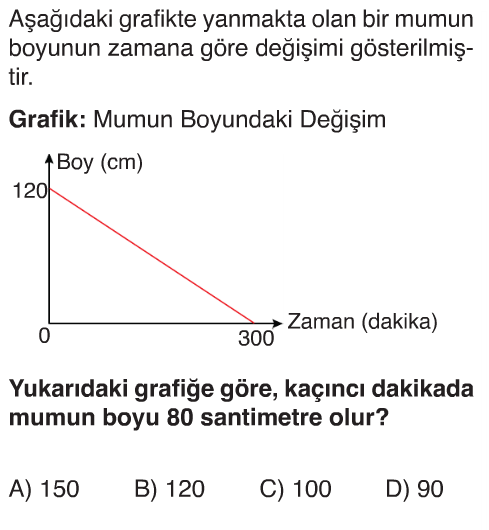 Aşağıdaki grafikte yanmakta olan bir mumun
boyunun zamana göre değişimi gösterilmiş-
tir.
Grafik: Mumun Boyundaki Değişim
Boy (cm)
120
Zaman (dakika)
0
300
Yukarıdaki grafiğe göre, kaçıncı dakikada
mumun boyu 80 santimetre olur?
A) 150 B) 120 C) 100 D) 90